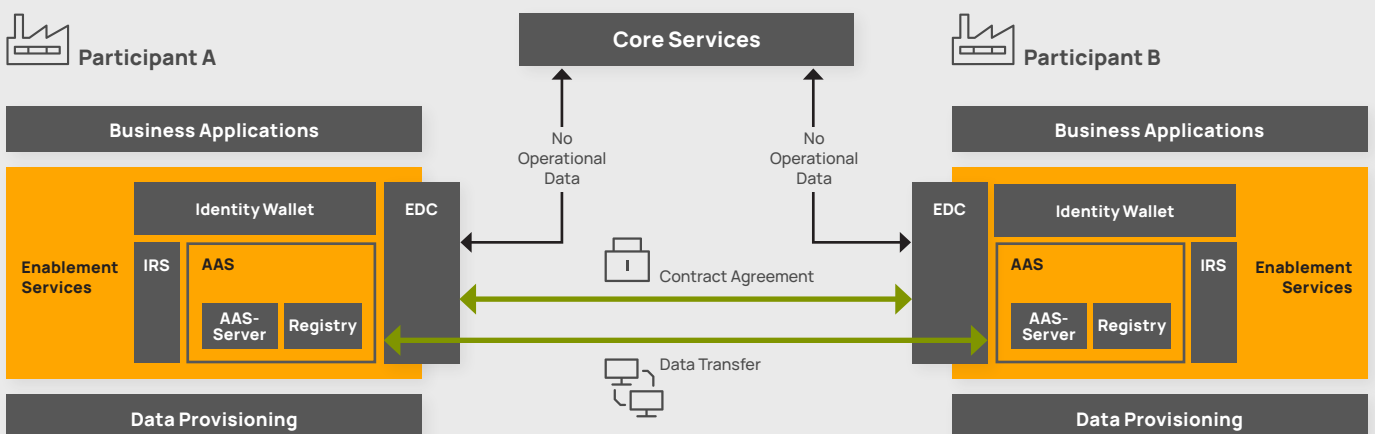 Participant A
Core Services
Participant B
Business Applications
Business Applications
No
Operational
Data
No
Operational
Data
Identity Wallet
EDC
EDC
Identity Wallet
Enablement
Services
IRS
AAS
AAS-
Server
Registry
Contract Agreement
AAS
AAS-
Server
Registry
IRS
Enablement
Services
Data Transfer
Data Provisioning
Data Provisioning